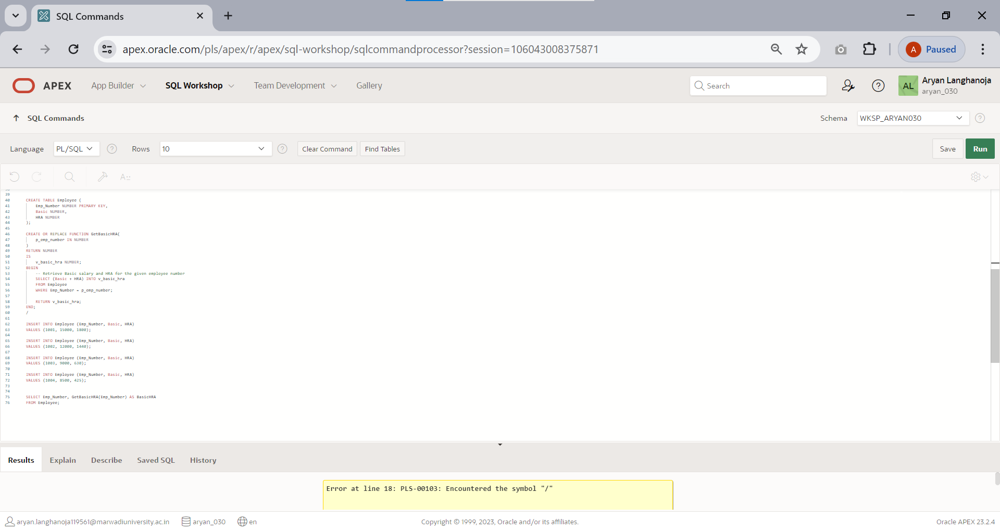 SQL Commands
apex.oracle.com/pls/apex/r/apex/sql-workshop/sqlcommandprocessor?session=106043008375871
A Paused
APEX App Builder SQL Workshop Team Development Gallery
Search
AL Aryan Langhanoja
aryan_030
SQL Commands
Schema WKSP_ARYAN030 ?
Language PL/SQL ? Rows 10 ? Clear Command Find Tables Save Run
39
40 CREATE TABLE Employee (
41 Emp_Number NUMBER PRIMARY KEY,
42 Basic NUMBER,
43 HRA NUMBER
44 );
45
46 CREATE OR REPLACE FUNCTION GetBasicHRA(
47 p_emp_number IN NUMBER
48 )
49 RETURN NUMBER
50 IS
51 v_basic_hra NUMBER;
52 BEGIN
53 -- Retrieve Basic salary and HRA for the given employee number
54 SELECT (Basic + HRA) INTO v_basic_hra
55 FROM Employee
56 WHERE Emp_Number = p_emp_number;
57
58 RETURN v_basic_hra;
59 END;
60 /
61
62 INSERT INTO Employee (Emp_Number, Basic, HRA)
63 VALUES (1001, 15000, 1800);
64
65 INSERT INTO Employee (Emp_Number, Basic, HRA)
66 VALUES (1002, 12000, 1440);
67
68 INSERT INTO Employee (Emp_Number, Basic, HRA)
69 VALUES (1003, 9000, 630);
70
71 INSERT INTO Employee (Emp_Number, Basic, HRA)
72 VALUES (1004, 8500, 425);
73
74
75 SELECT Emp_Number, GetBasicHRA(Emp_Number) AS BasicHRA
76 FROM Employee;
Results Explain Describe Saved SQL History
Error at line 18: PLS-00103: Encountered the symbol "/"
aryan.langhanoja119561@marwadiuniversity.ac.in aryan_030 en Copyright © 1999, 2023, Oracle and/or its affiliates. Oracle APEX 23.2.4